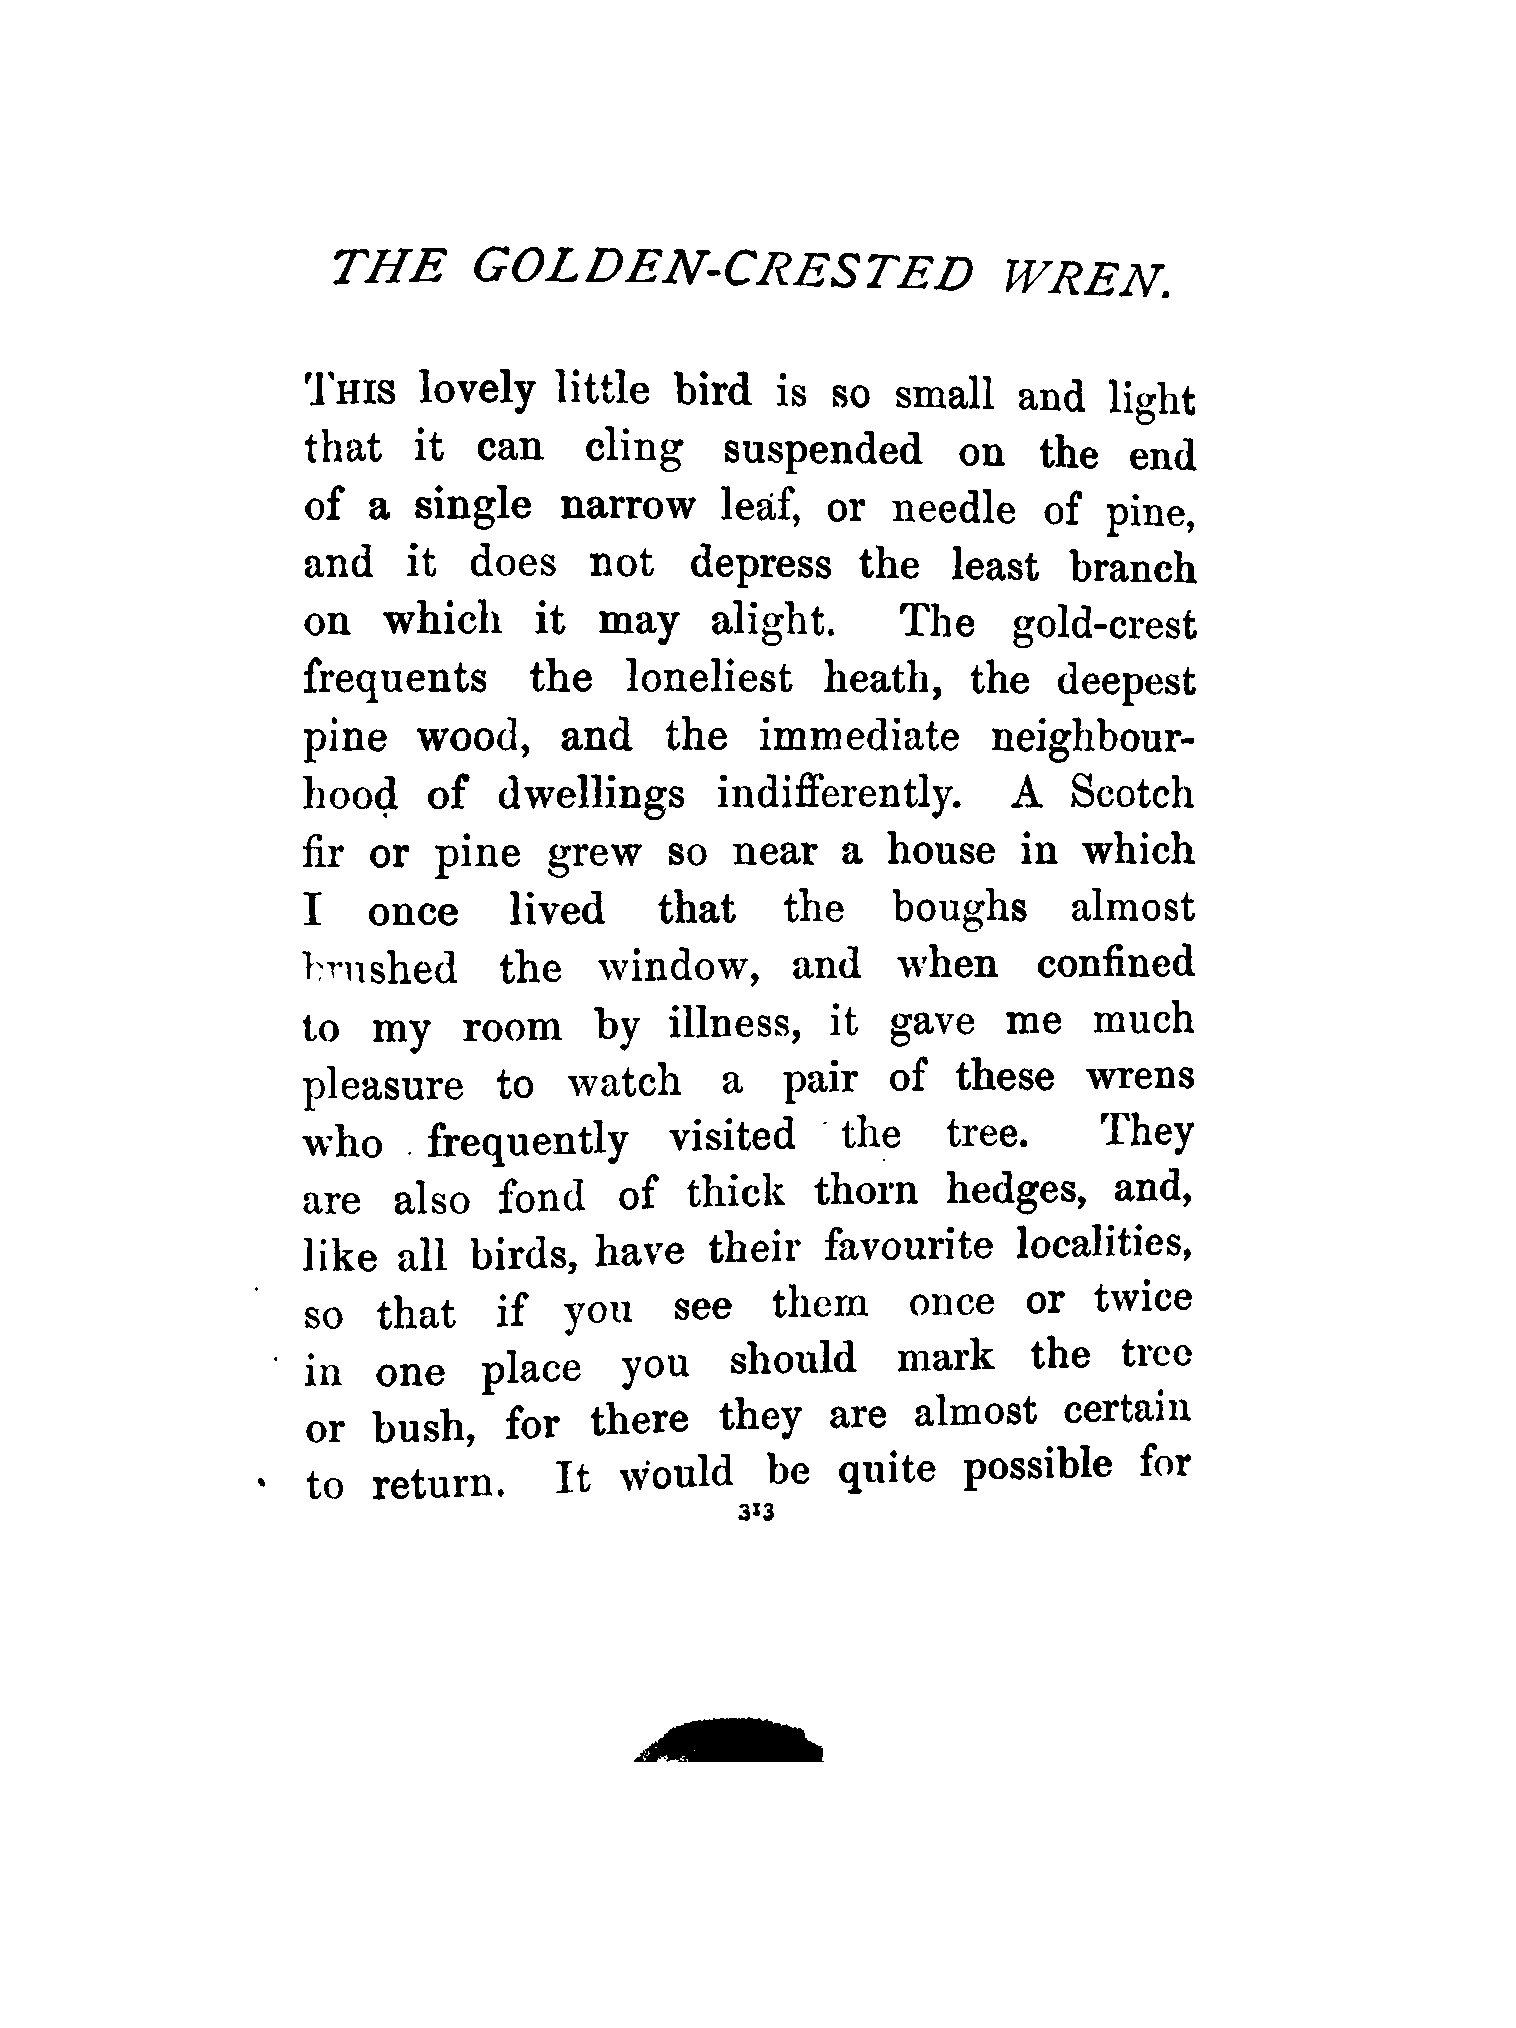 THE GOLDEN-CRESTED WREN.
THIS lovely little bird is so small and light
that it can cling suspended on the end
of a single narrow leaf, or needle of pine,
and it does not depress the least branch
on which it may alight. The gold-crest
frequents the loneliest heath, the deepest
pine wood, and the immediate neighbour-
hood of dwellings indifferently. A Scotch
fir or pine grew so near a house in which
I once lived that the boughs almost
brushed the window, and when confined
to my room by illness, it gave me much
pleasure to watch a pair of these wrens
who frequently visited the tree. They
are also fond of thick thorn hedges, and,
like all birds, have their favourite localities,
so that if you see them once or twice
in one place you should mark the tree
or bush, for there they are almost certain
to return. It would be quite possible for
313